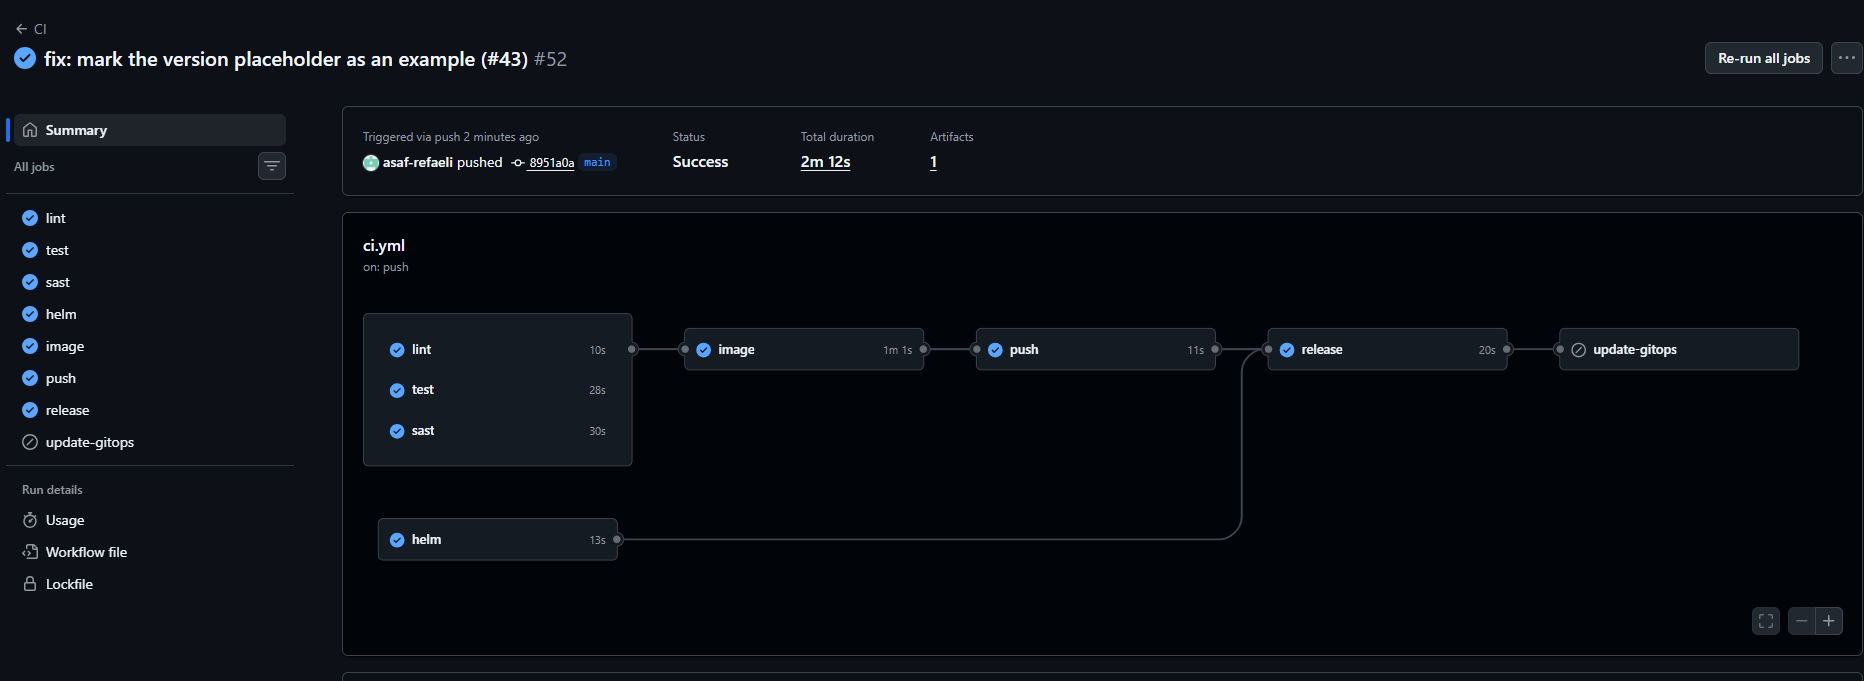 CI
fix: mark the version placeholder as an example (#43) #52
Re-run all jobs
Summary
All jobs
lint
test
sast
helm
image
push
release
update-gitops
Run details
Usage
Workflow file
Lockfile
Triggered via push 2 minutes ago
asaf-refaeli pushed 8951a0a main
Status
Success
Total duration
2m 12s
Artifacts
1
ci.yml
on: push
lint 10s
test 28s
sast 30s
image 1m 1s
push 11s
release 20s
update-gitops
helm 13s